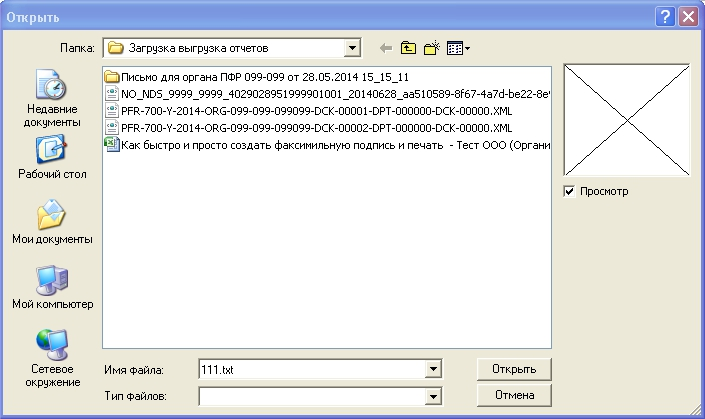 Открыть
Папка: Загрузка выгрузка отчетов
Недавние документы
Рабочий стол
Мои документы
Мой компьютер
Сетевое окружение
Письмо для органа ПФР 099-099 от 28.05.2014 15_15_11
NO_NDS_9999_9999_4029028951999901001_20140628_aa510589-8f67-4a7d-be22-8e
PFR-700-Y-2014-ORG-099-099-099099-DCK-00001-DPT-000000-DCK-00000.XML
PFR-700-Y-2014-ORG-099-099-099099-DCK-00002-DPT-000000-DCK-00000.XML
Как быстро и просто создать факсимильную подпись и печать - Тест ООО (Органи
Просмотр
Имя файла: 111.txt Открыть
Тип файлов: Отмена